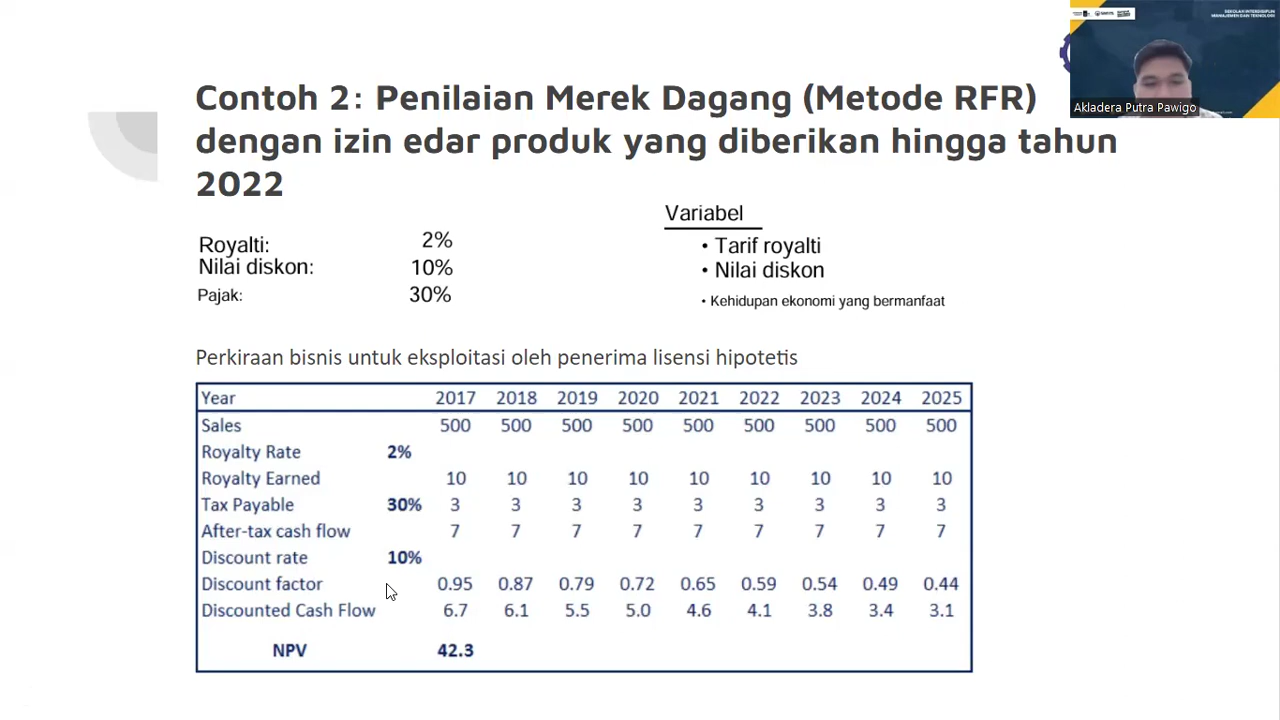 SEKOLAH INTERDISIPLIN
MANAJEMEN DAN TEKNOLOGI
Akladera Putra Pawigo
Contoh 2: Penilaian Merek Dagang (Metode RFR)
dengan izin edar produk yang diberikan hingga tahun
2022
Royalti: 2%
Nilai diskon: 10%
Pajak: 30%
Variabel
• Tarif royalti
• Nilai diskon
• Kehidupan ekonomi yang bermanfaat
Perkiraan bisnis untuk eksploitasi oleh penerima lisensi hipotetis
Year 2017 2018 2019 2020 2021 2022 2023 2024 2025
Sales 500 500 500 500 500 500 500 500 500
Royalty Rate 2%
Royalty Earned 10 10 10 10 10 10 10 10 10
Tax Payable 30% 3 3 3 3 3 3 3 3 3
After-tax cash flow 7 7 7 7 7 7 7 7 7
Discount rate 10%
Discount factor 0.95 0.87 0.79 0.72 0.65 0.59 0.54 0.49 0.44
Discounted Cash Flow 6.7 6.1 5.5 5.0 4.6 4.1 3.8 3.4 3.1
NPV 42.3